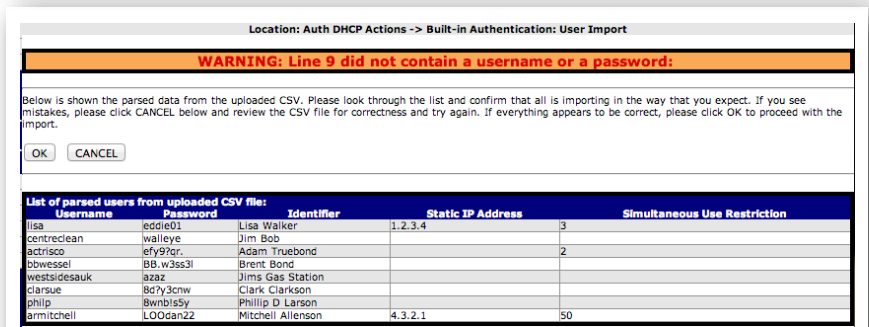 Location: Auth DHCP Actions -> Built-in Authentication: User Import
WARNING: Line 9 did not contain a username or a password:
Below is shown the parsed data from the uploaded CSV. Please look through the list and confirm that all is importing in the way that you expect. If you see
mistakes, please click CANCEL below and review the CSV file for correctness and try again. If everything appears to be correct, please click OK to proceed with the
import.
OK CANCEL
List of parsed users from uploaded CSV file:
Username Password Identifier Static IP Address Simultaneous Use Restriction
lisa eddie01 Lisa Walker 1.2.3.4 3
centreclean walleye Jim Bob
actrisco efy9?qr. Adam Truebond 2
bbwessel BB.w3ss3l Brent Bond
westsidesauk azaz Jims Gas Station
clarsue 8d?y3cnw Clark Clarkson
philp 8wnb!s5y Phillip D Larson
armitchell LOOdan22 Mitchell Allenson 4.3.2.1 50